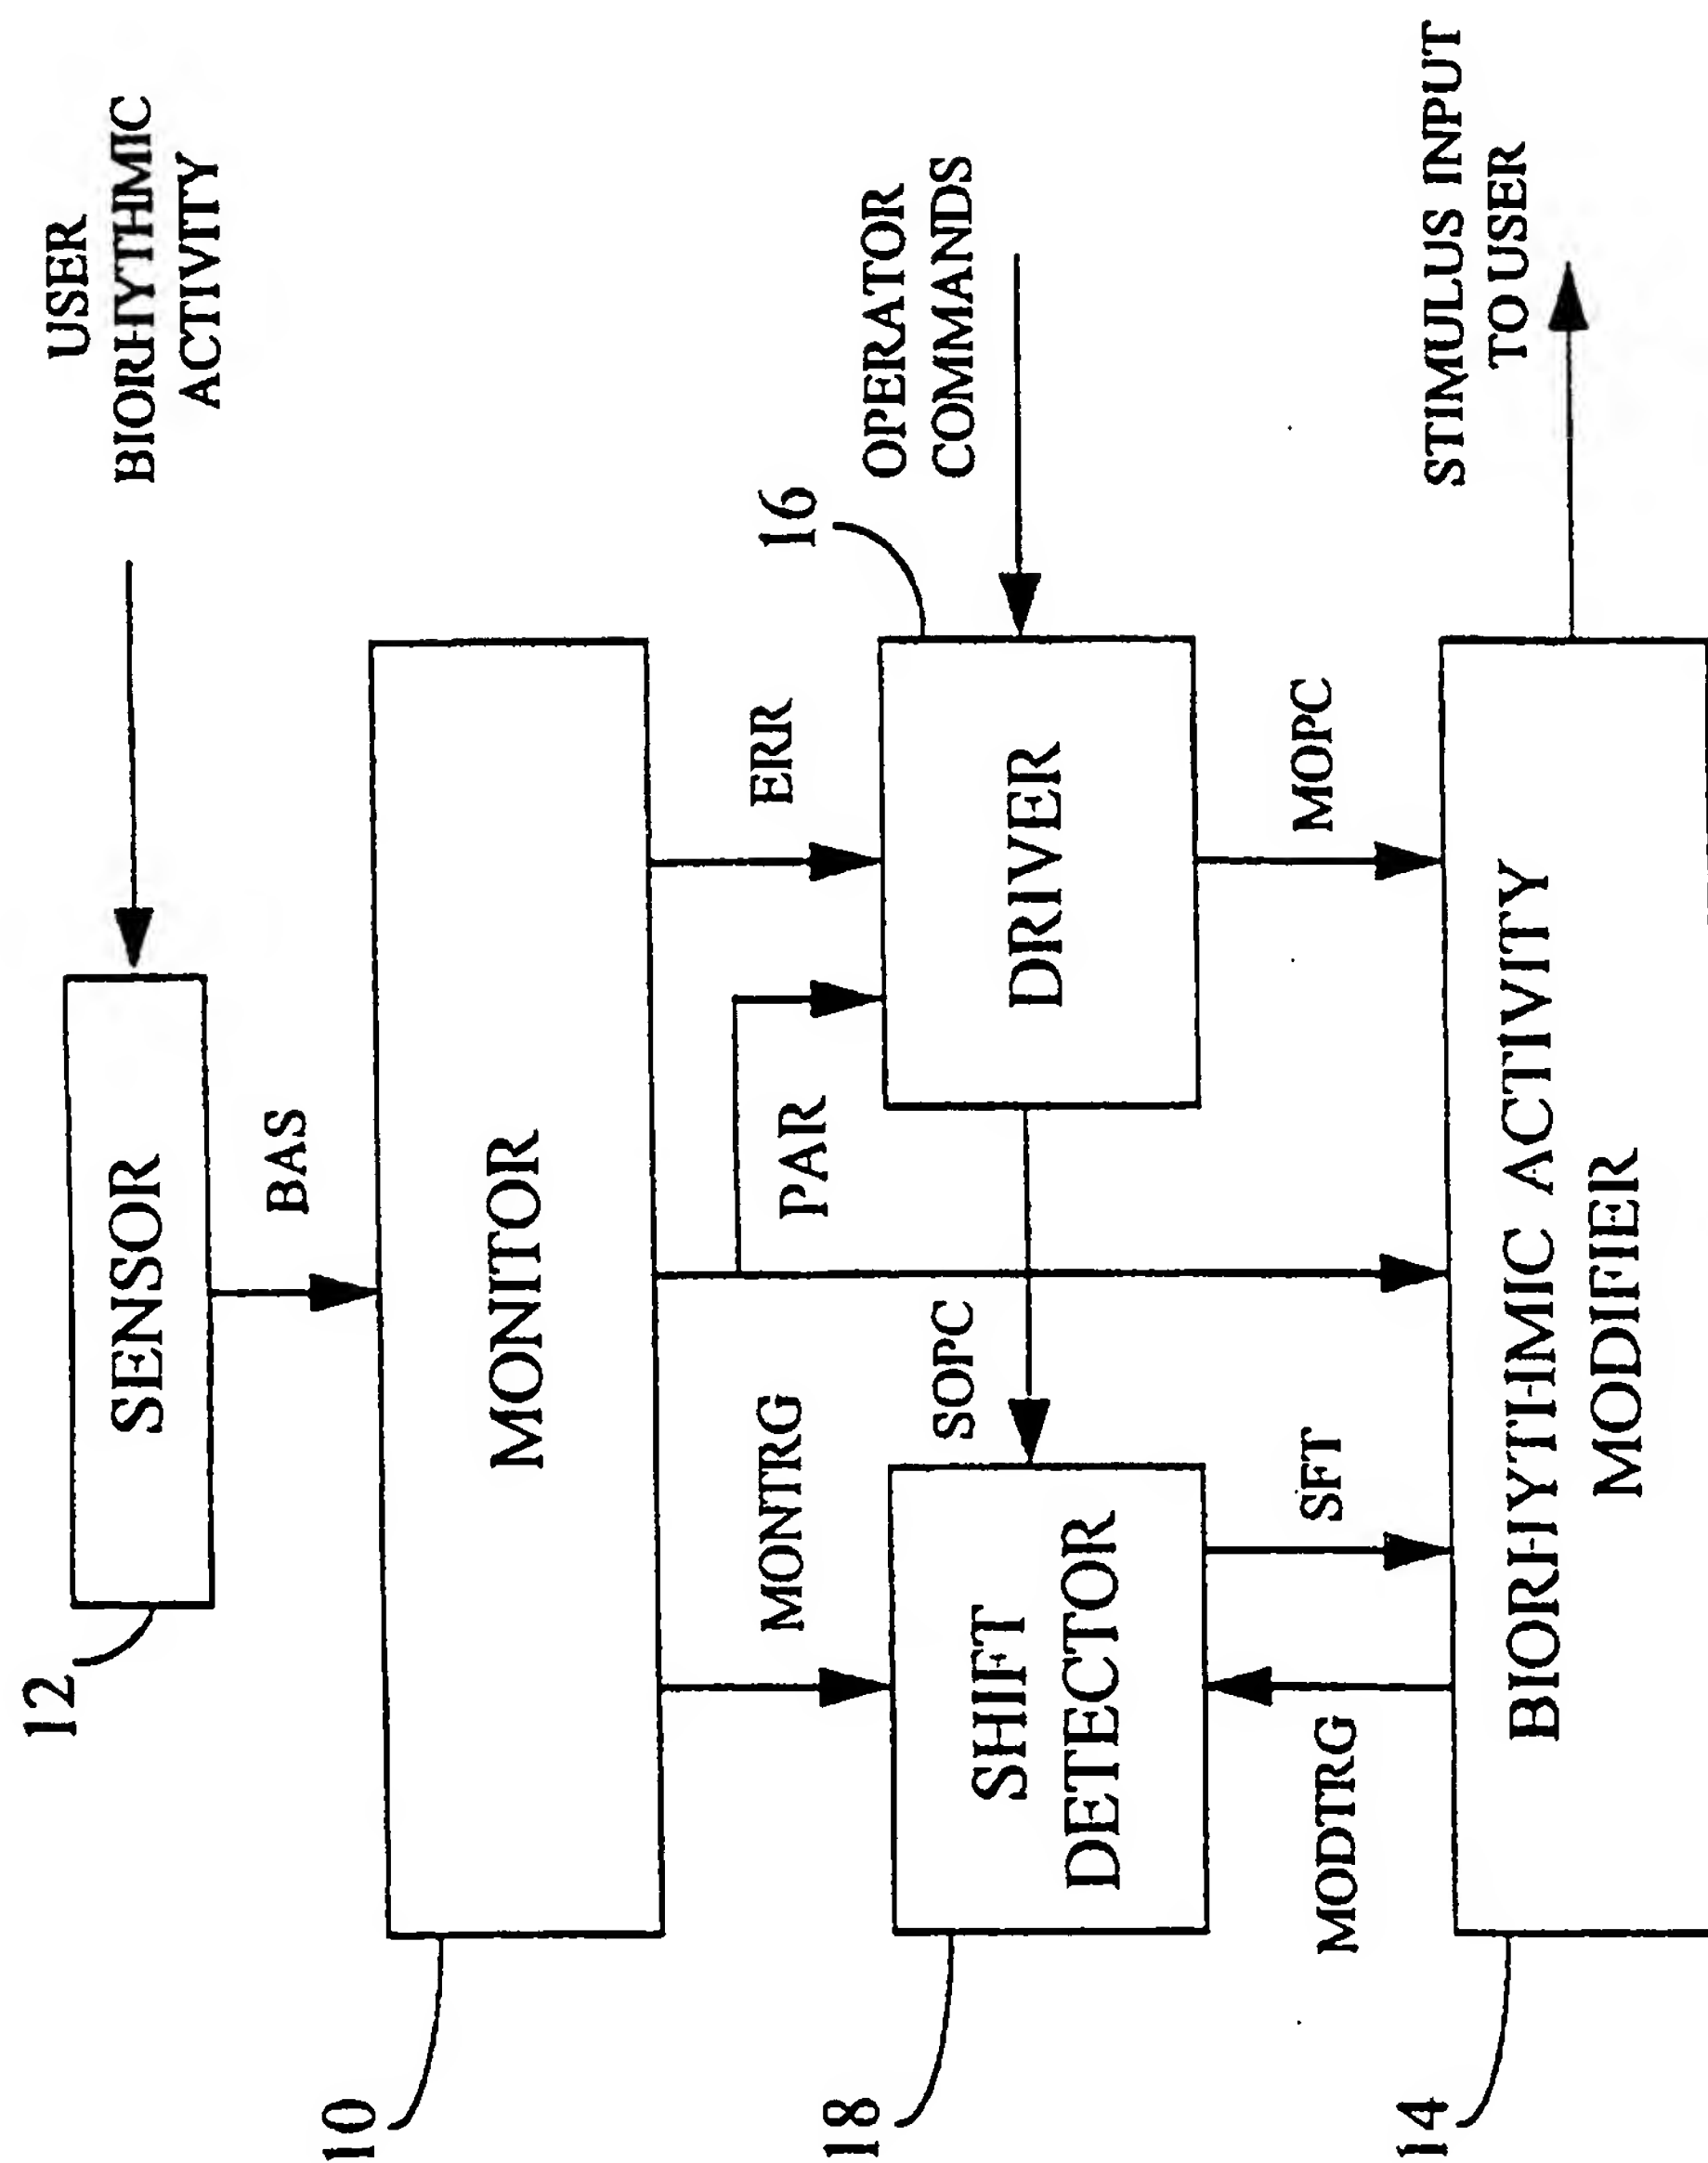 12
SENSOR
USER
BIORHYTHMIC
ACTIVITY
BAS
10
MONITOR
MONTRG
PAR
ERR
16
OPERATOR
COMMANDS
18
SHIFT
DETECTOR
SOPC
DRIVER
MODTRG
SFT
MOPC
14
BIORHYTHMIC ACTIVITY
MODIFIER
STIMULUS INPUT
TO USER